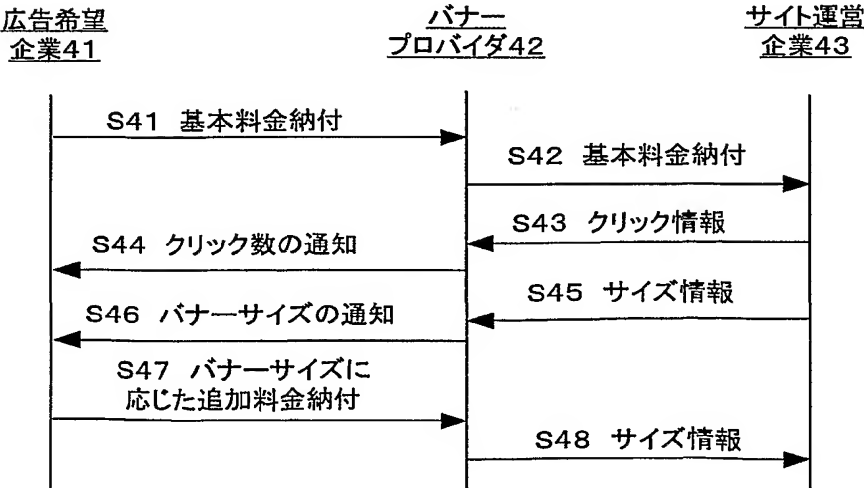 広告希望
企業41
バナー
プロバイダ42
サイト運営
企業43
S41 基本料金納付
S42 基本料金納付
S43 クリック情報
S44 クリック数の通知
S45 サイズ情報
S46 バナーサイズの通知
S47 バナーサイズに
応じた追加料金納付
S48 サイズ情報